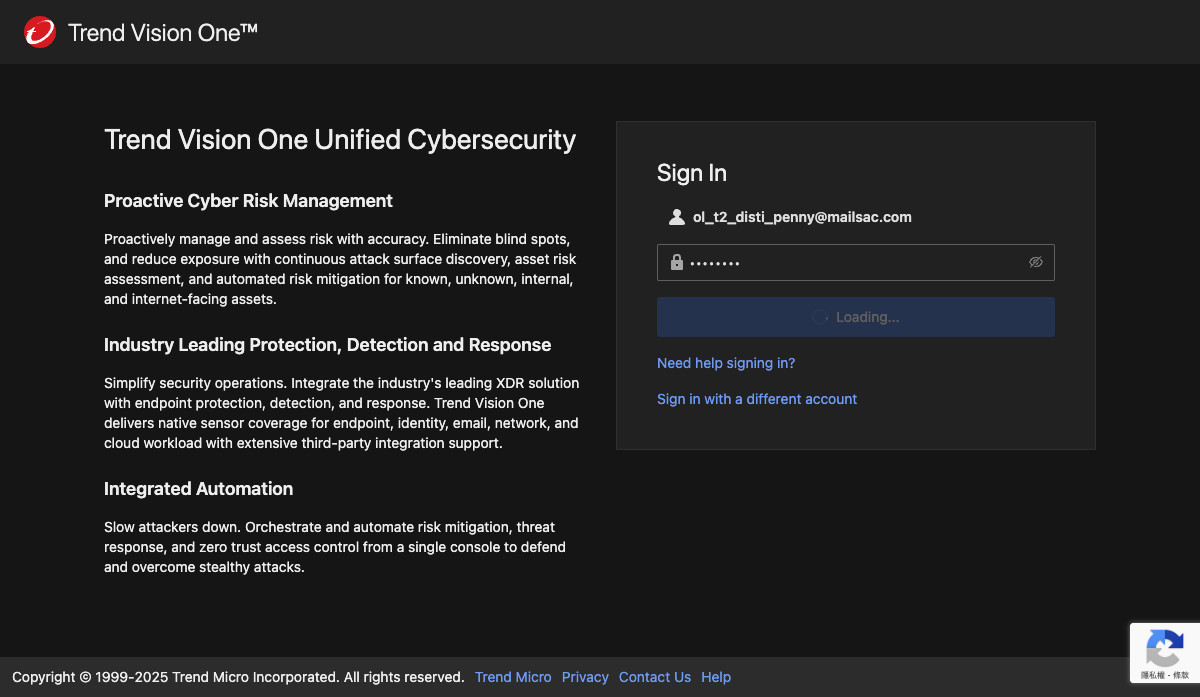 Trend Vision One™
Trend Vision One Unified Cybersecurity
Proactive Cyber Risk Management
Proactively manage and assess risk with accuracy. Eliminate blind spots,
and reduce exposure with continuous attack surface discovery, asset risk
assessment, and automated risk mitigation for known, unknown, internal,
and internet-facing assets.
Industry Leading Protection, Detection and Response
Simplify security operations. Integrate the industry's leading XDR solution
with endpoint protection, detection, and response. Trend Vision One
delivers native sensor coverage for endpoint, identity, email, network, and
cloud workload with extensive third-party integration support.
Integrated Automation
Slow attackers down. Orchestrate and automate risk mitigation, threat
response, and zero trust access control from a single console to defend
and overcome stealthy attacks.
Sign In
ol_t2_disti_penny@mailsac.com
••••••••
Loading...
Need help signing in?
Sign in with a different account
Copyright © 1999-2025 Trend Micro Incorporated. All rights reserved. Trend Micro Privacy Contact Us Help
隱私權 - 條款